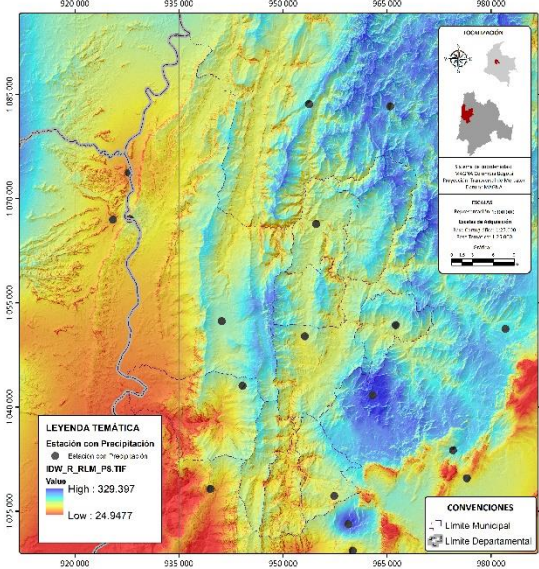 920 000 935 000 950 000 965 000 980 000
LOCALIZACIÓN
N
S
1 085 000
1 070 000
1 055 000
1 040 000
1 025 000
ESCALAS
LEYENDA TEMÁTICA
Estación con Precipitación
Estación con Precipitación
IDW_R_RLM_P8.TIF
Value
High : 329.397
Low : 24.9477
CONVENCIONES
Límite Municipal
Límite Departamental
920 000 935 000 950 000 965 000 980 000